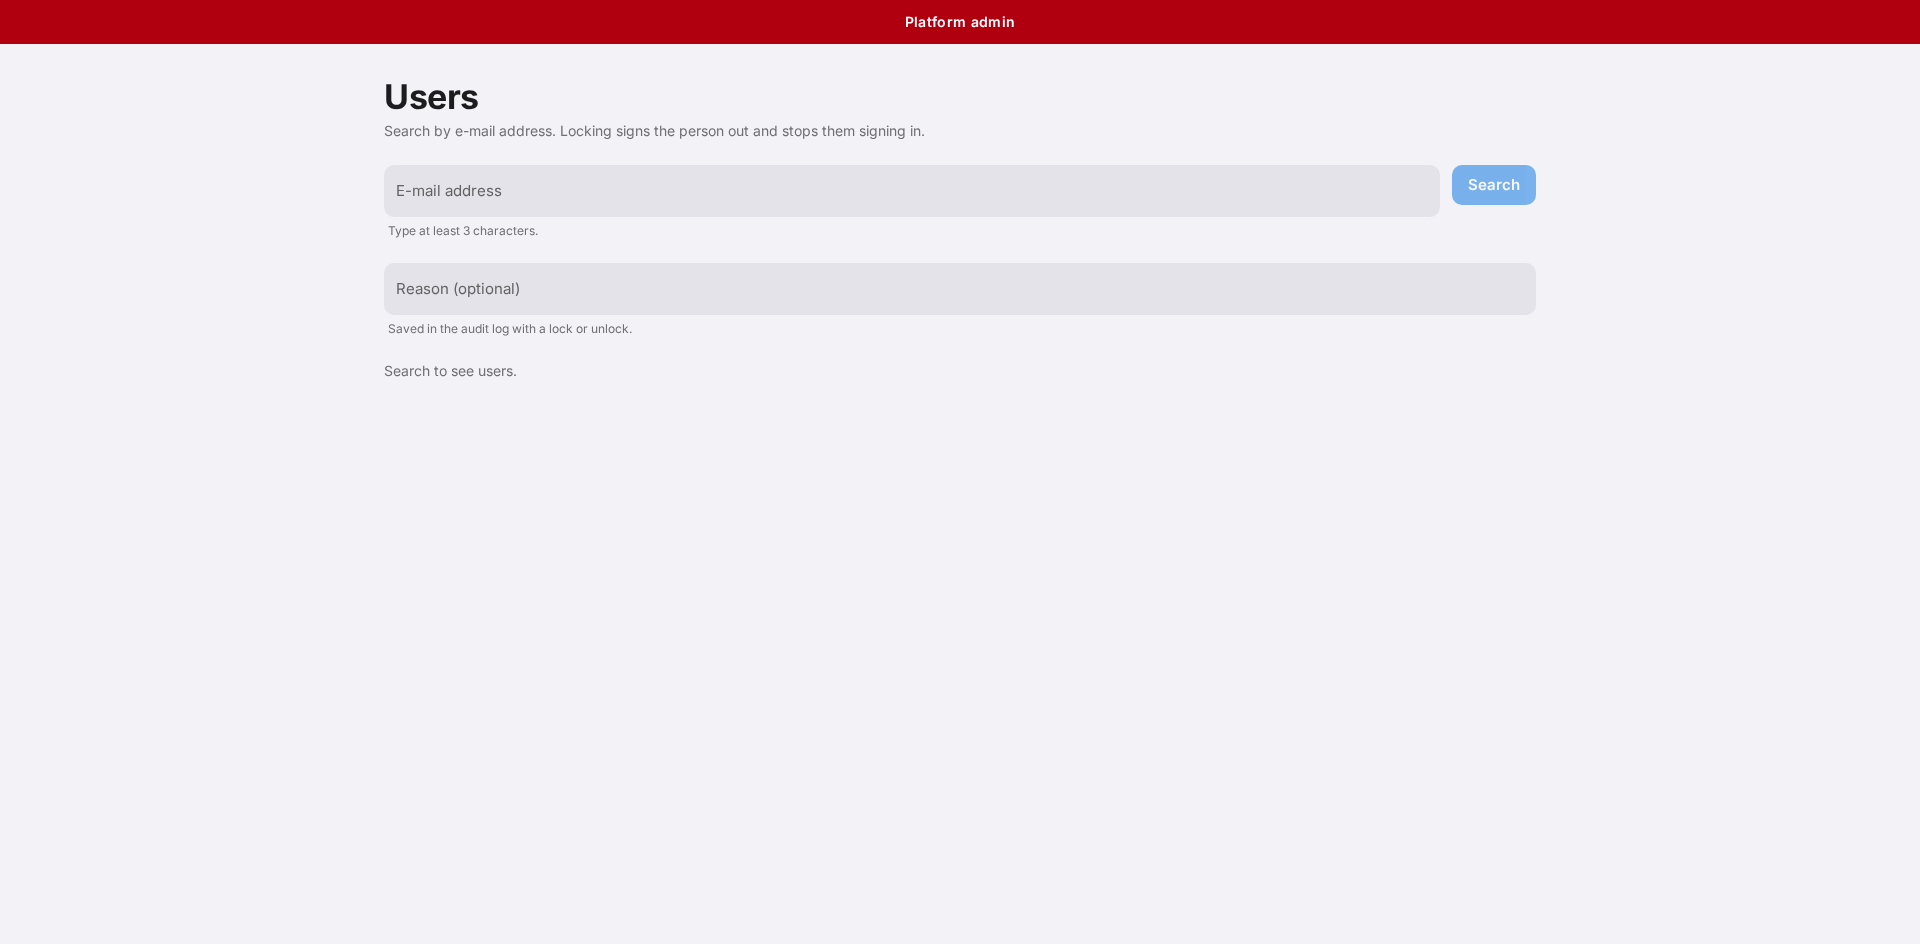 Platform admin
Users
Search by e-mail address. Locking signs the person out and stops them signing in.
E-mail address
Search
Type at least 3 characters.
Reason (optional)
Saved in the audit log with a lock or unlock.
Search to see users.